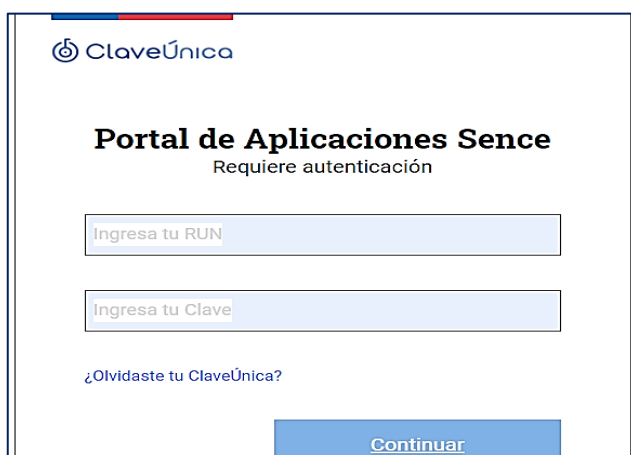 ClaveÚnica
Portal de Aplicaciones Sence
Requiere autenticación
Ingresa tu RUN
Ingresa tu Clave
¿Olvidaste tu ClaveÚnica?
Continuar